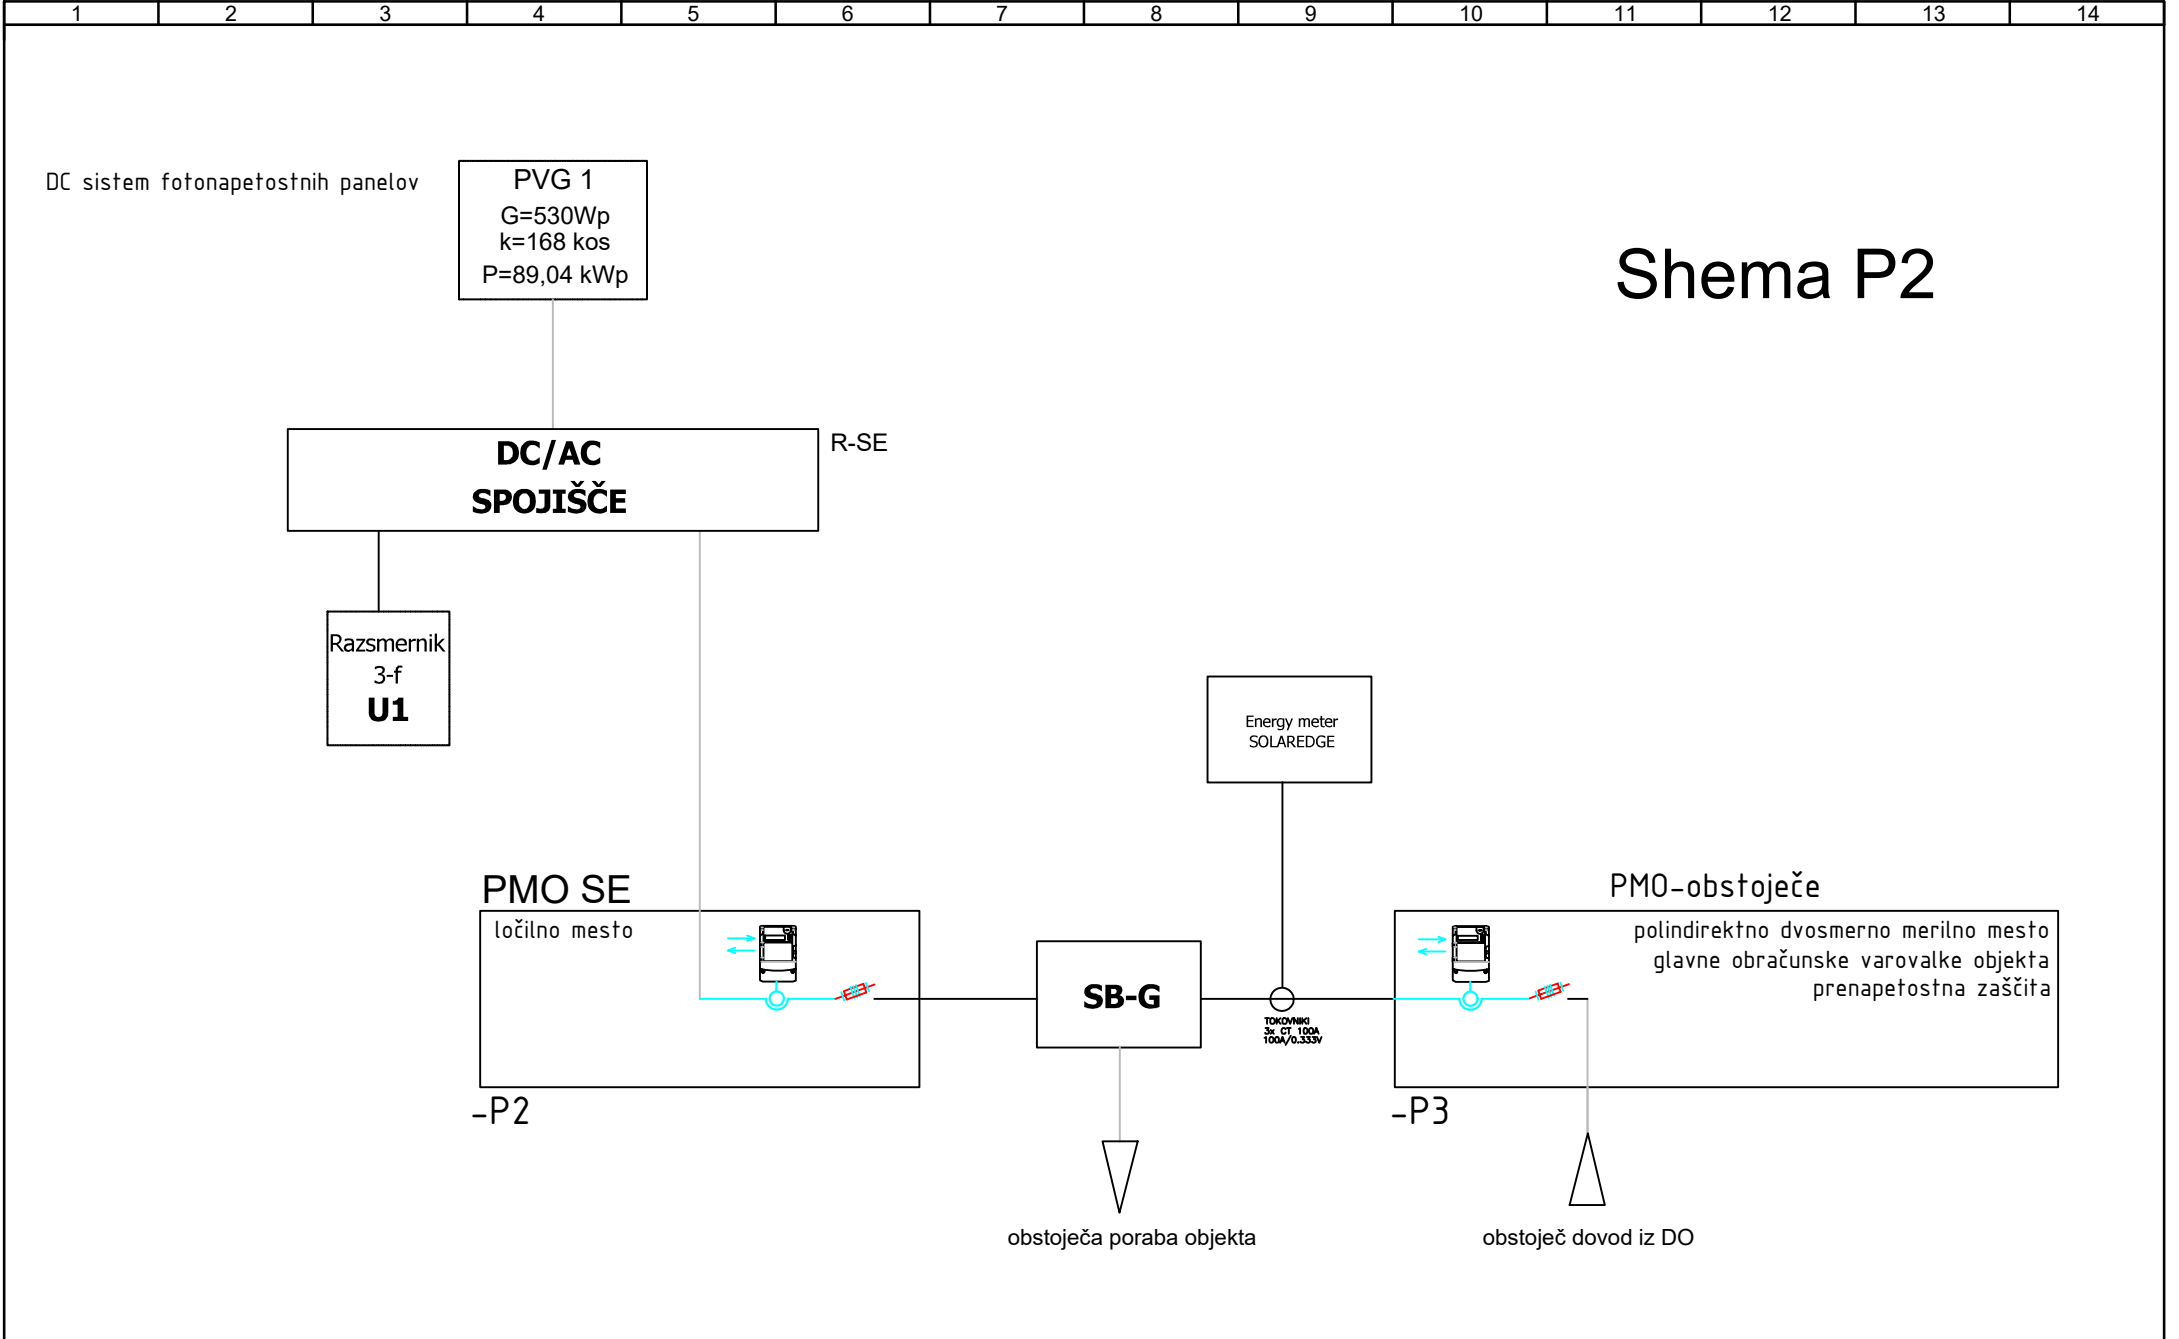 1 2 3 4 5 6 7 8 9 10 11 12 13 14
DC sistem fotonapetostnih panelov
PVG 1
G=530Wp
k=168 kos
P=89,04 kWp
Shema P2
DC/AC
SPOJIŠČE
R-SE
Razsmernik
3-f
U1
Energy meter
SOLAREDGE
PMO SE
ločilno mesto
-P2
SB-G
TOKOVNIKI
3x CT 100A
100A/0.333V
PMO-obstoječe
polindirektno dvosmerno merilno mesto
glavne obračunske varovalke objekta
prenapetostna zaščita
-P3
obstoječa poraba objekta
obstoječ dovod iz DO